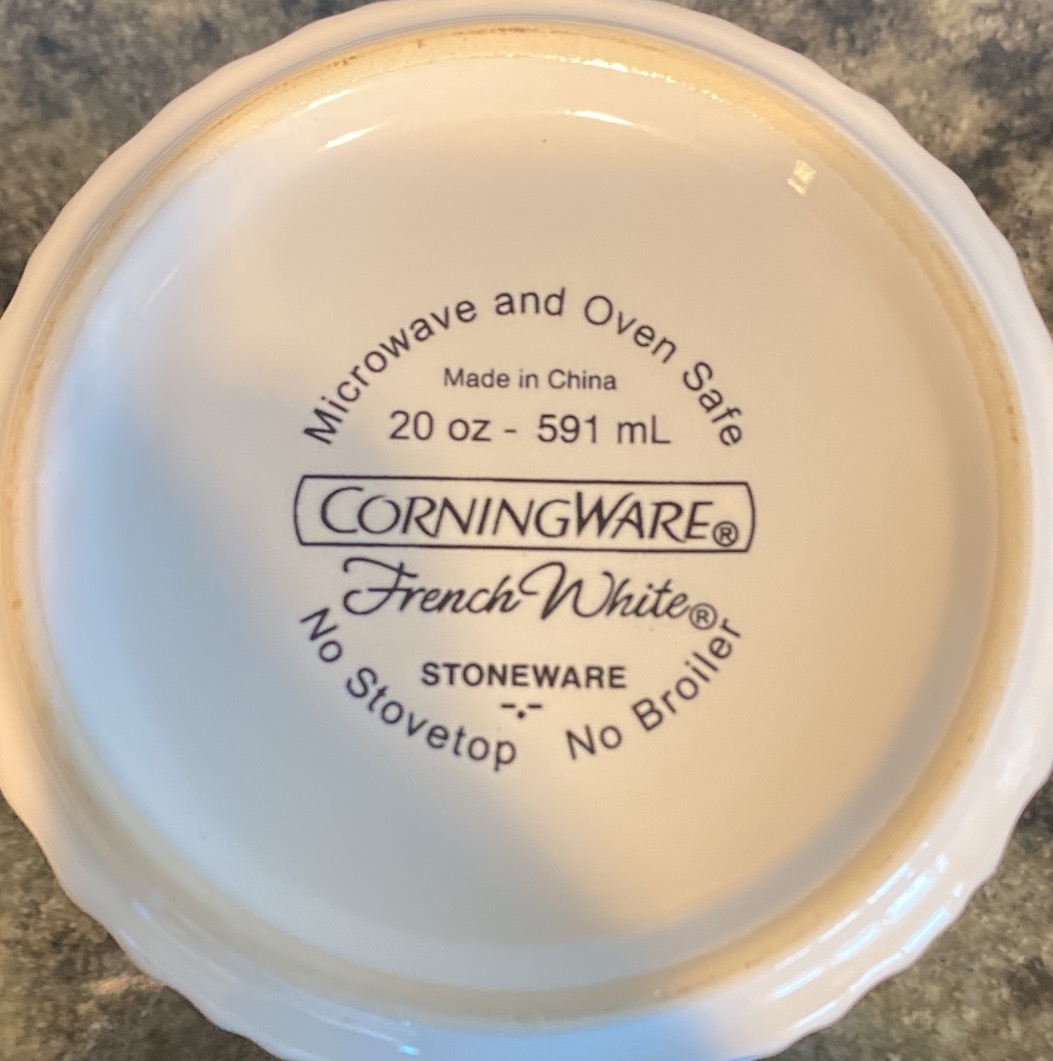 Microwave and Oven Safe
Made in China
20 oz - 591 mL
CORNINGWARE®
French White®
STONEWARE
No Stovetop No Broiler